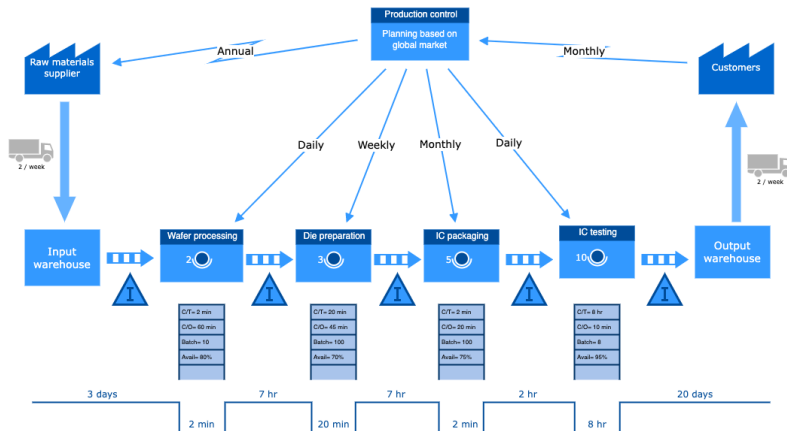 Production control
Planning based on
global market
Annual
Monthly
Raw materials
supplier
Customers
2 / week
2 / week
Daily
Weekly
Monthly
Daily
Input
warehouse
Wafer processing
2
Die preparation
3
IC packaging
5
IC testing
10
Output
warehouse
I
I
I
I
I
C/T= 2 min
C/O= 60 min
Batch= 10
Avail= 80%
C/T= 20 min
C/O= 45 min
Batch= 100
Avail= 70%
C/T= 2 min
C/O= 20 min
Batch= 100
Avail= 75%
C/T= 8 hr
C/O= 10 min
Batch= 8
Avail= 95%
3 days
7 hr
7 hr
2 hr
20 days
2 min
20 min
2 min
8 hr